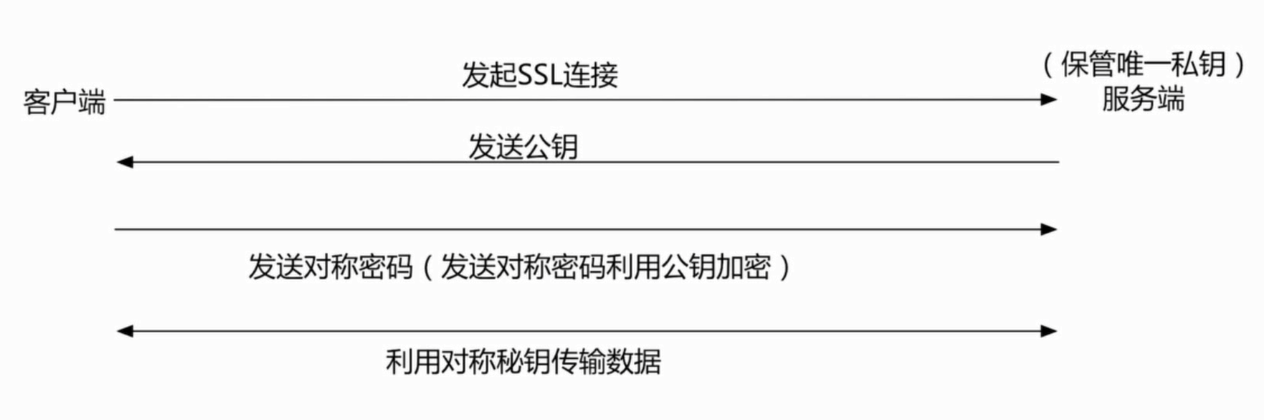 发起SSL连接
（保管唯一私钥）
客户端
服务端
发送公钥
发送对称密码（发送对称密码利用公钥加密）
利用对称秘钥传输数据